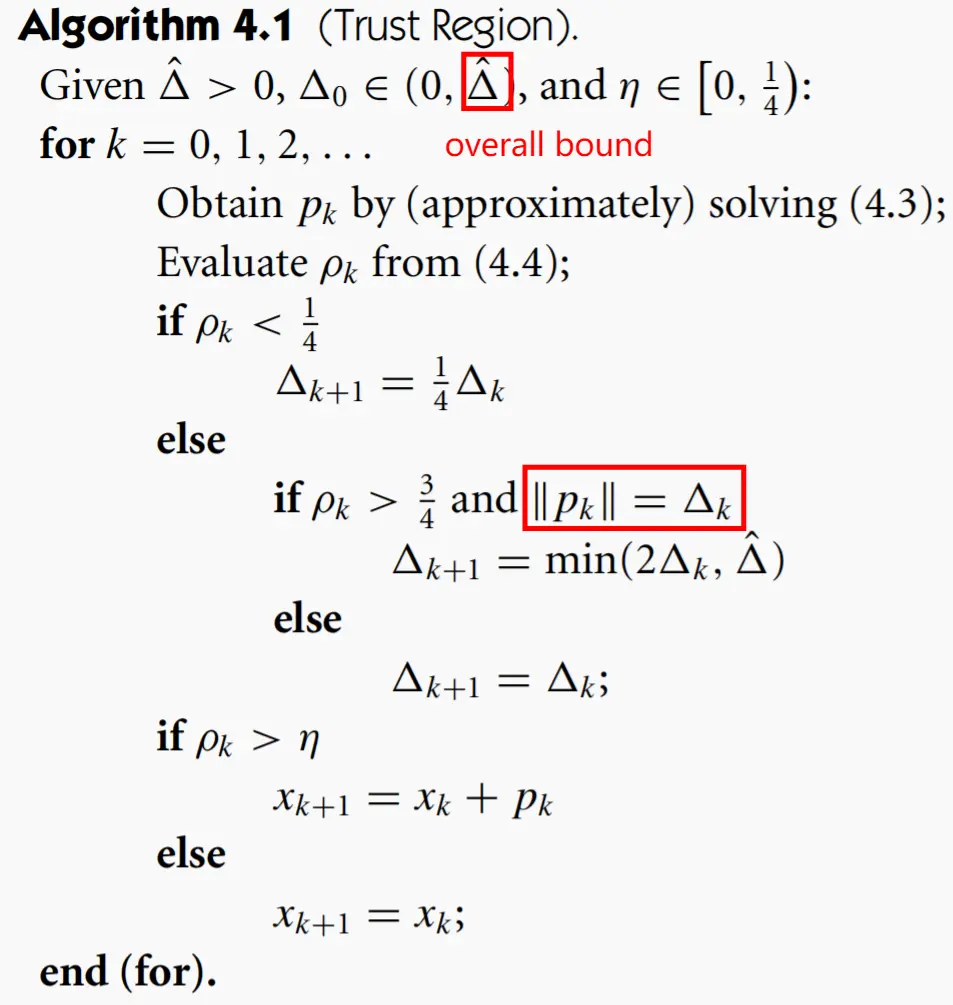 Algorithm 4.1 (Trust Region).
Given Δ̂ > 0, Δ₀ ∈ (0, Δ̂), and η ∈ [0, 1/4):
for k = 0, 1, 2, . . .
overall bound
Obtain pₖ by (approximately) solving (4.3);
Evaluate ρₖ from (4.4);
if ρₖ < 1/4
Δₖ₊₁ = 1/4 Δₖ
else
if ρₖ > 3/4 and ‖pₖ‖ = Δₖ
Δₖ₊₁ = min(2Δₖ, Δ̂)
else
Δₖ₊₁ = Δₖ;
if ρₖ > η
xₖ₊₁ = xₖ + pₖ
else
xₖ₊₁ = xₖ;
end (for).